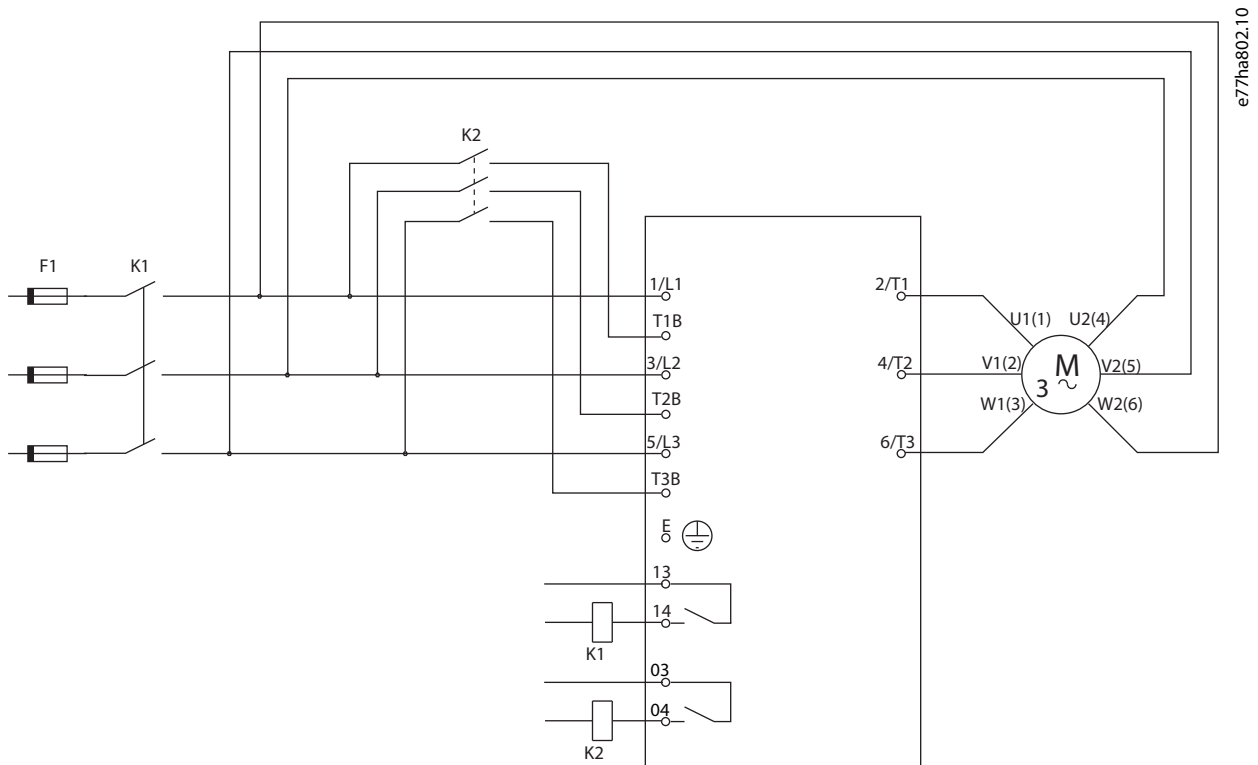 e77ha802.10
K2
F1
K1
1/L1
2/T1
T1B
U1(1)
U2(4)
3/L2
4/T2
V1(2)
M
V2(5)
3
~
T2B
W1(3)
W2(6)
5/L3
6/T3
T3B
E
13
14
K1
03
04
K2